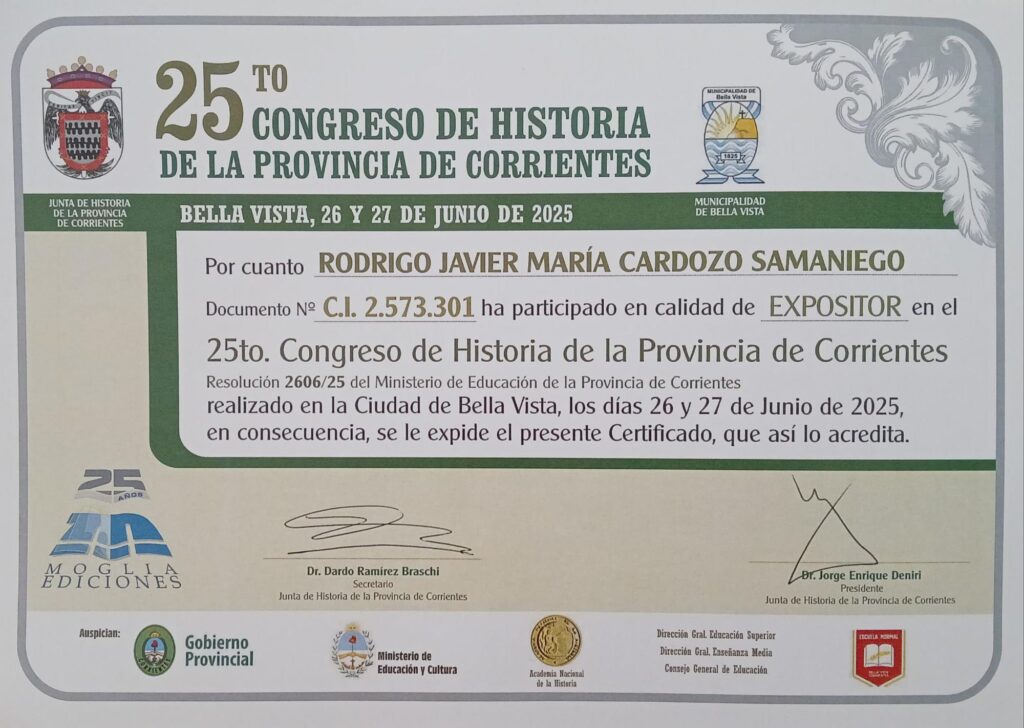 25TO
CONGRESO DE HISTORIA
DE LA PROVINCIA DE CORRIENTES
MUNICIPALIDAD DE
Bella Vista
1825
JUNTA DE HISTORIA
DE LA PROVINCIA
DE CORRIENTES
BELLA VISTA, 26 Y 27 DE JUNIO DE 2025
MUNICIPALIDAD
DE BELLA VISTA
Por cuanto RODRIGO JAVIER MARÍA CARDOZO SAMANIEGO
Documento Nº C.I. 2.573.301 ha participado en calidad de EXPOSITOR en el
25to. Congreso de Historia de la Provincia de Corrientes
Resolución 2606/25 del Ministerio de Educación de la Provincia de Corrientes
realizado en la Ciudad de Bella Vista, los días 26 y 27 de Junio de 2025,
en consecuencia, se le expide el presente Certificado, que así lo acredita.
25
AÑOS
MOGLIA
EDICIONES
Dr. Dardo Ramírez Braschi
Secretario
Junta de Historia de la Provincia de Corrientes
Dr. Jorge Enrique Deniri
Presidente
Junta de Historia de la Provincia de Corrientes
Auspician:
CORRIENTES
Gobierno
Provincial
Ministerio de
Educación y Cultura
Academia Nacional
de la Historia
Dirección Gral. Educación Superior
Dirección Gral. Enseñanza Media
Consejo General de Educación
ESCUELA NORMAL
BELLA VISTA
CORRIENTES